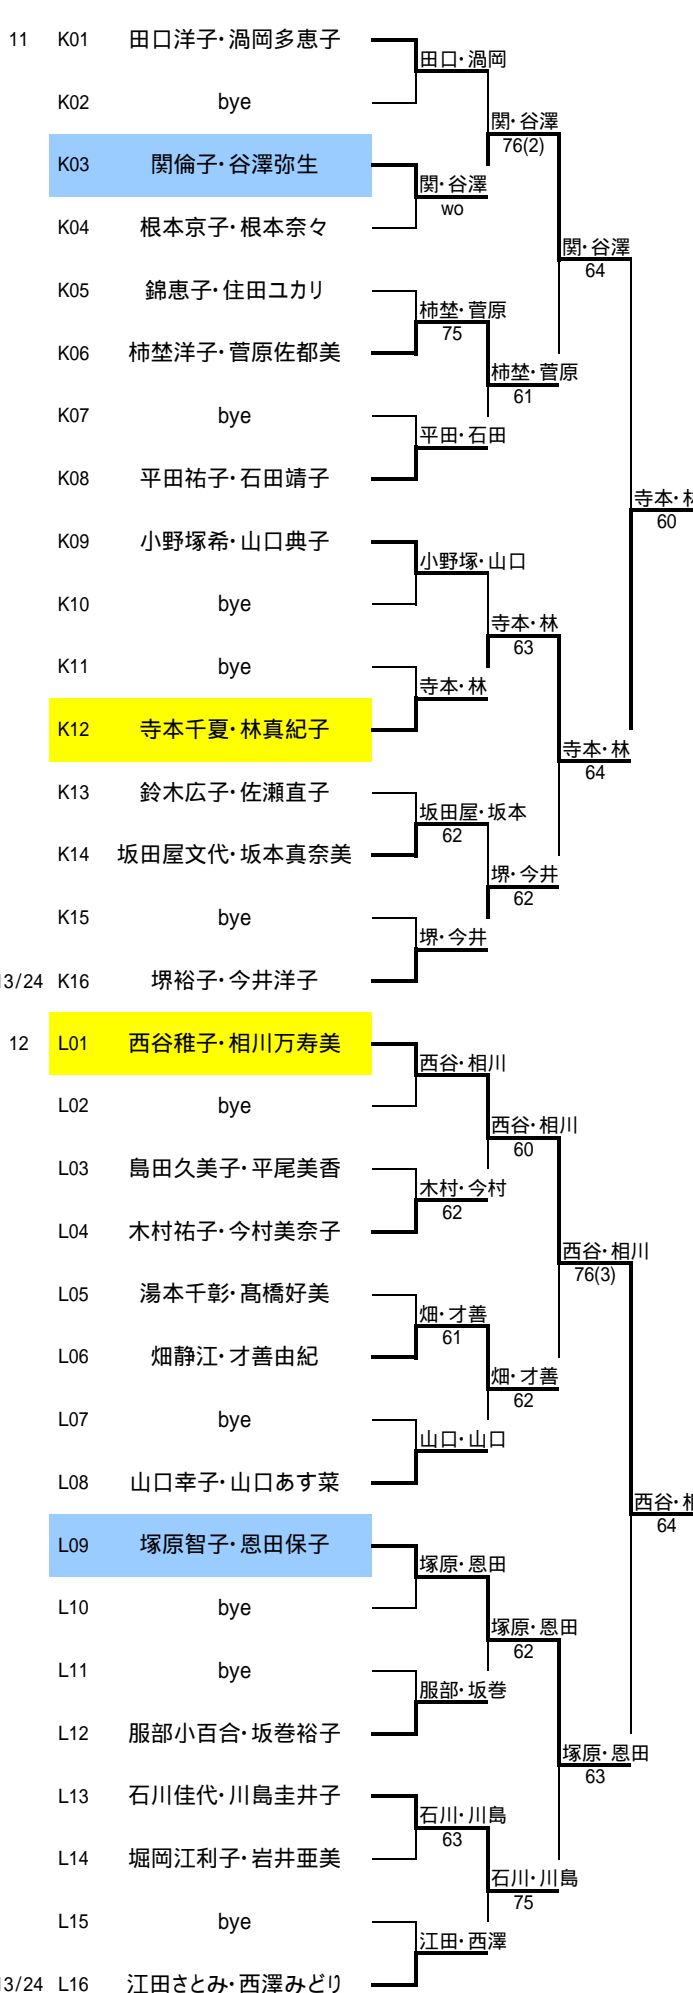 11 K01 田口洋子・渦岡多恵子
田口・渦岡
K02 bye
関・谷澤
76(2)
K03 関倫子・谷澤弥生
関・谷澤
wo
K04 根本京子・根本奈々
関・谷澤
64
K05 錦恵子・住田ユカリ
柿埜・菅原
75
K06 柿埜洋子・菅原佐都美
柿埜・菅原
61
K07 bye
平田・石田
K08 平田祐子・石田靖子
寺本・
60
K09 小野塚希・山口典子
小野塚・山口
K10 bye
寺本・林
63
K11 bye
寺本・林
K12 寺本千夏・林真紀子
寺本・林
64
K13 鈴木広子・佐瀬直子
坂田屋・坂本
62
K14 坂田屋文代・坂本真奈美
堺・今井
62
K15 bye
堺・今井
13/24 K16 堺裕子・今井洋子
12 L01 西谷稚子・相川万寿美
西谷・相川
L02 bye
西谷・相川
60
L03 島田久美子・平尾美香
木村・今村
62
L04 木村祐子・今村美奈子
西谷・相川
76(3)
L05 湯本千彰・髙橋好美
畑・才善
61
L06 畑静江・才善由紀
畑・才善
62
L07 bye
山口・山口
L08 山口幸子・山口あす菜
西谷・相
64
L09 塚原智子・恩田保子
塚原・恩田
L10 bye
塚原・恩田
62
L11 bye
服部・坂巻
L12 服部小百合・坂巻裕子
塚原・恩田
63
L13 石川佳代・川島圭井子
石川・川島
63
L14 堀岡江利子・岩井亜美
石川・川島
75
L15 bye
江田・西澤
13/24 L16 江田さとみ・西澤みどり